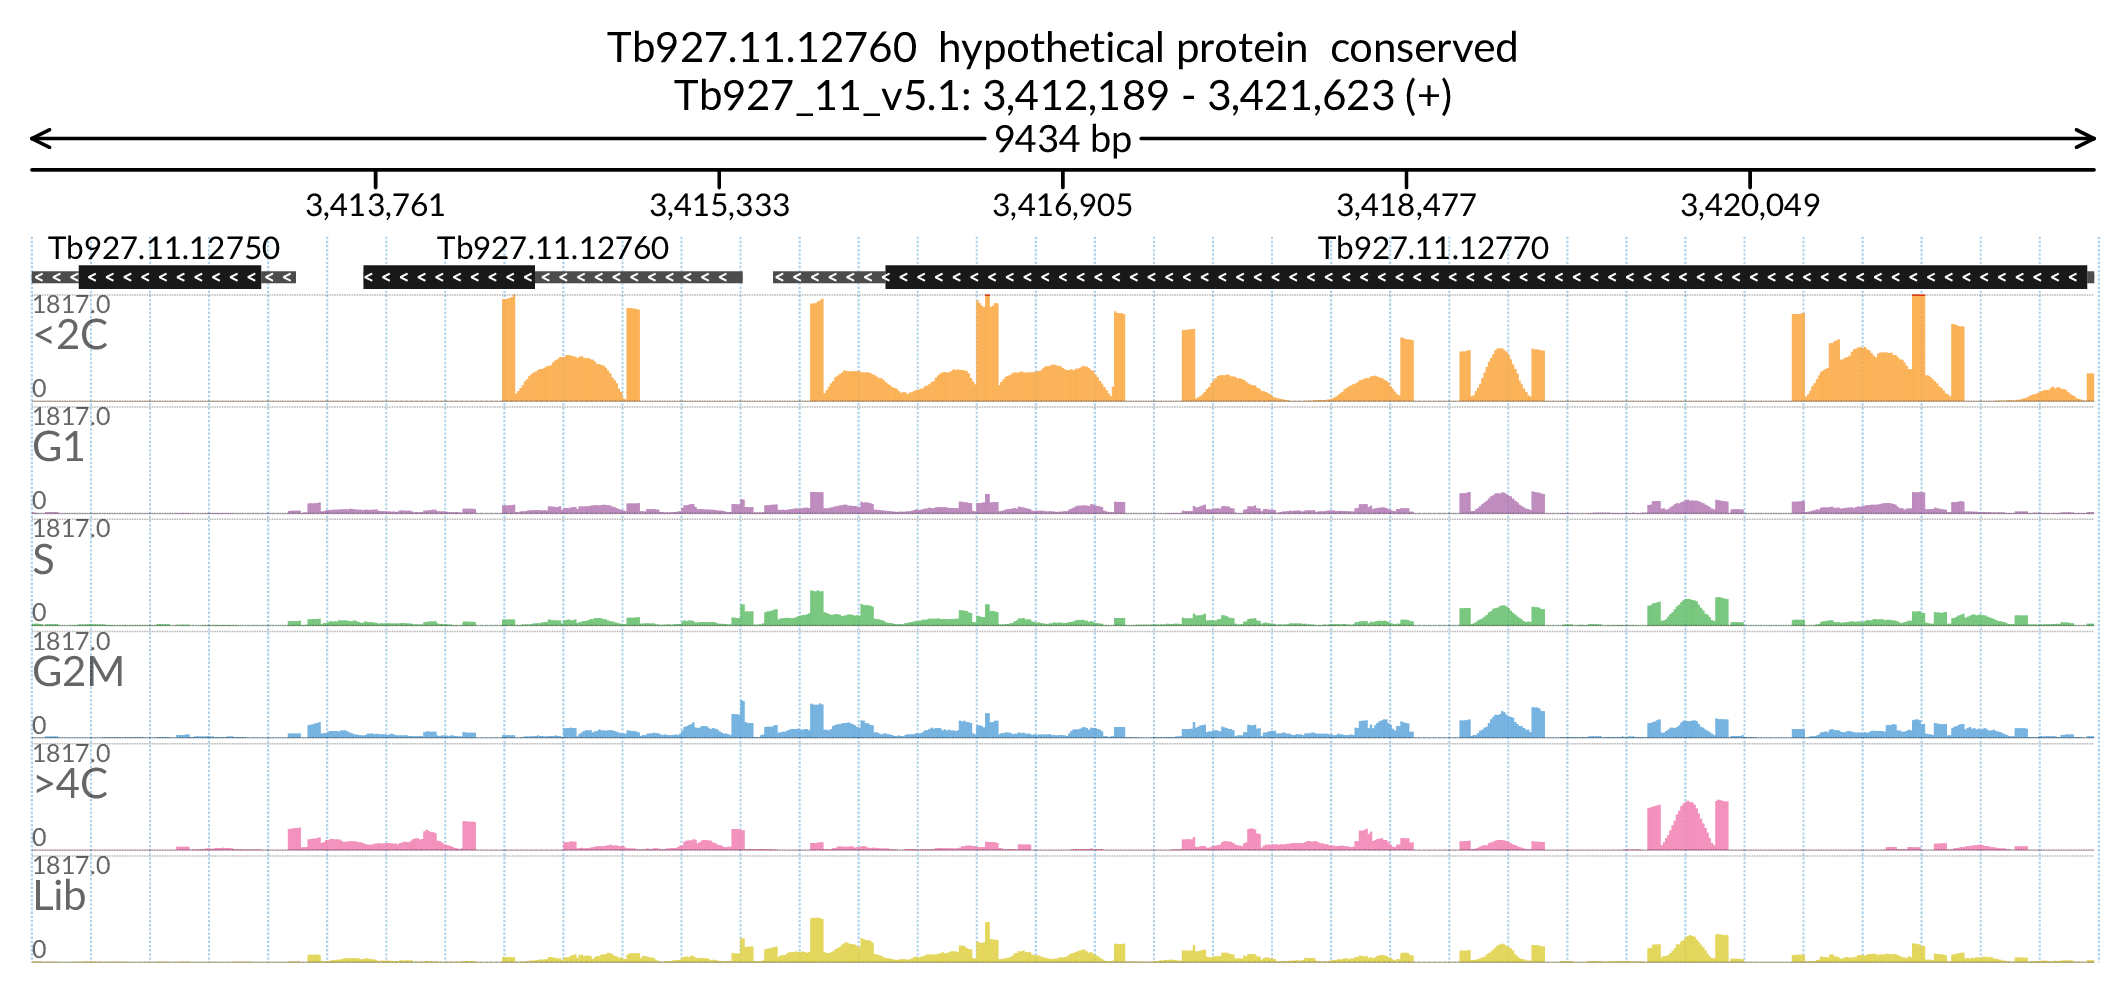 Tb927.11.12760 hypothetical protein conserved
Tb927_11_v5.1: 3,412,189 - 3,421,623 (+)
9434 bp
3,413,761 3,415,333 3,416,905 3,418,477 3,420,049
Tb927.11.12750 Tb927.11.12760 Tb927.11.12770
1817.0
<2C
0
1817.0
G1
0
1817.0
S
0
1817.0
G2M
0
1817.0
>4C
0
1817.0
Lib
0